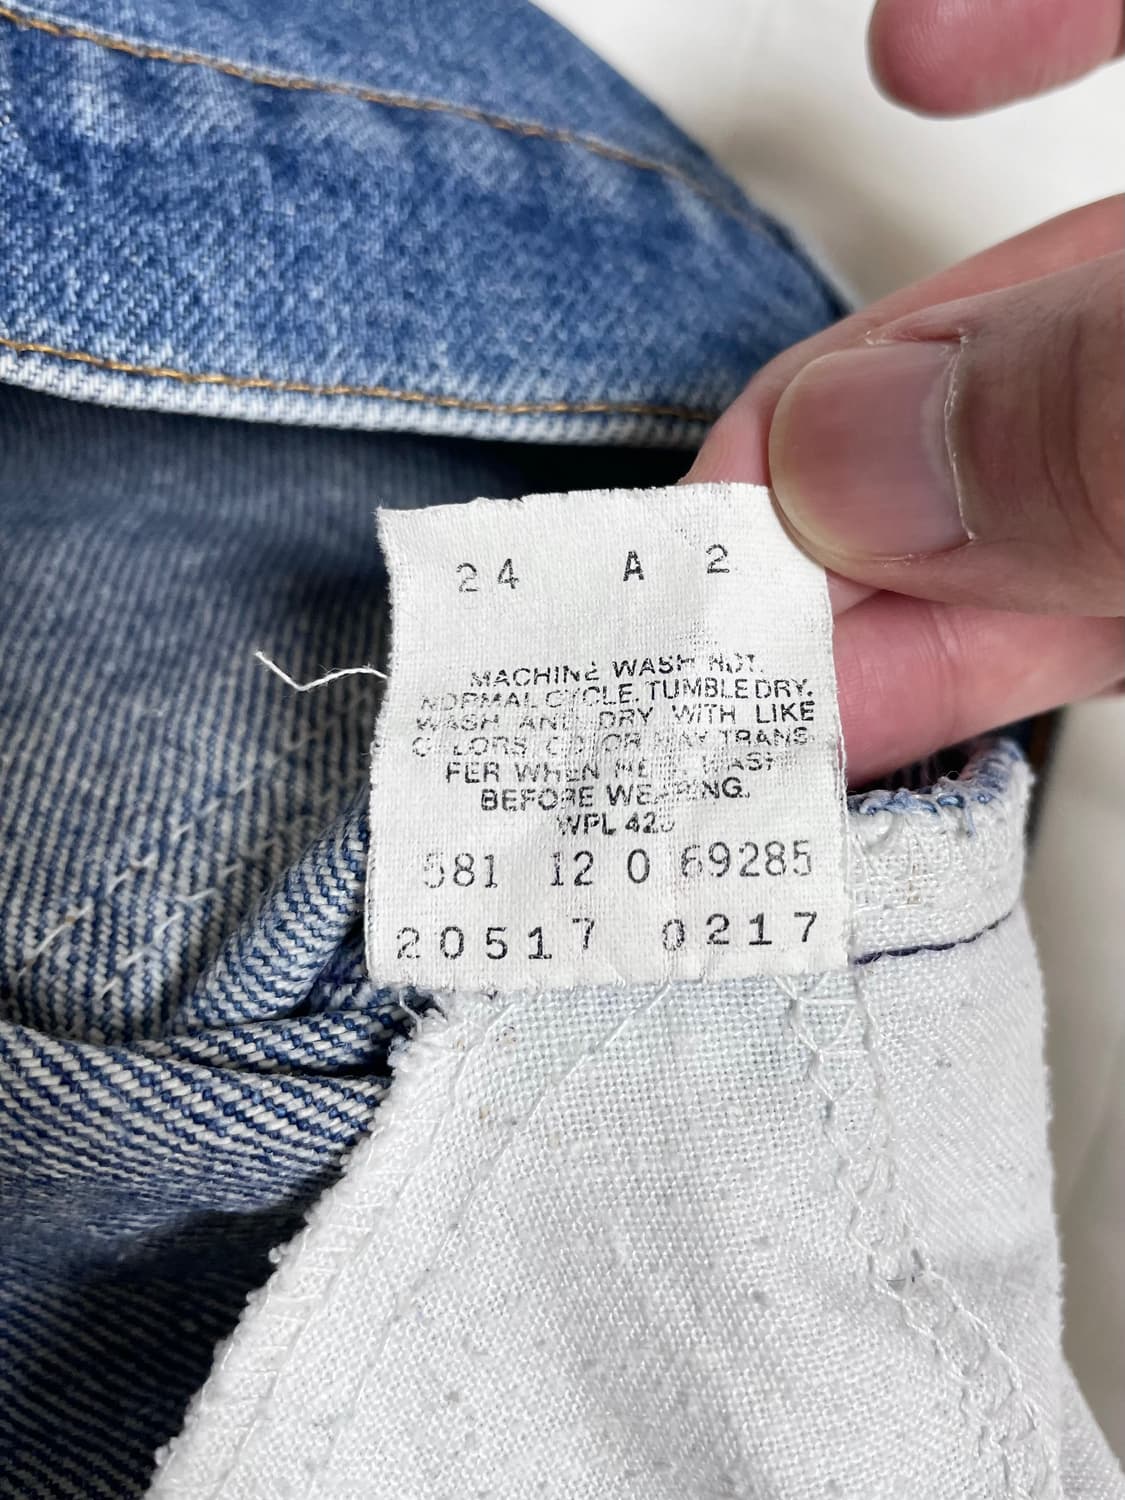 24 A 2
MACHINE WASH HOT.
NORMAL CYCLE. TUMBLE DRY.
WASH AND DRY WITH LIKE
COLORS. COLOR MAY TRANS-
FER WHEN NEW. WASH
BEFORE WEARING.
WPL 423
581 12 0 69285
20517 0217